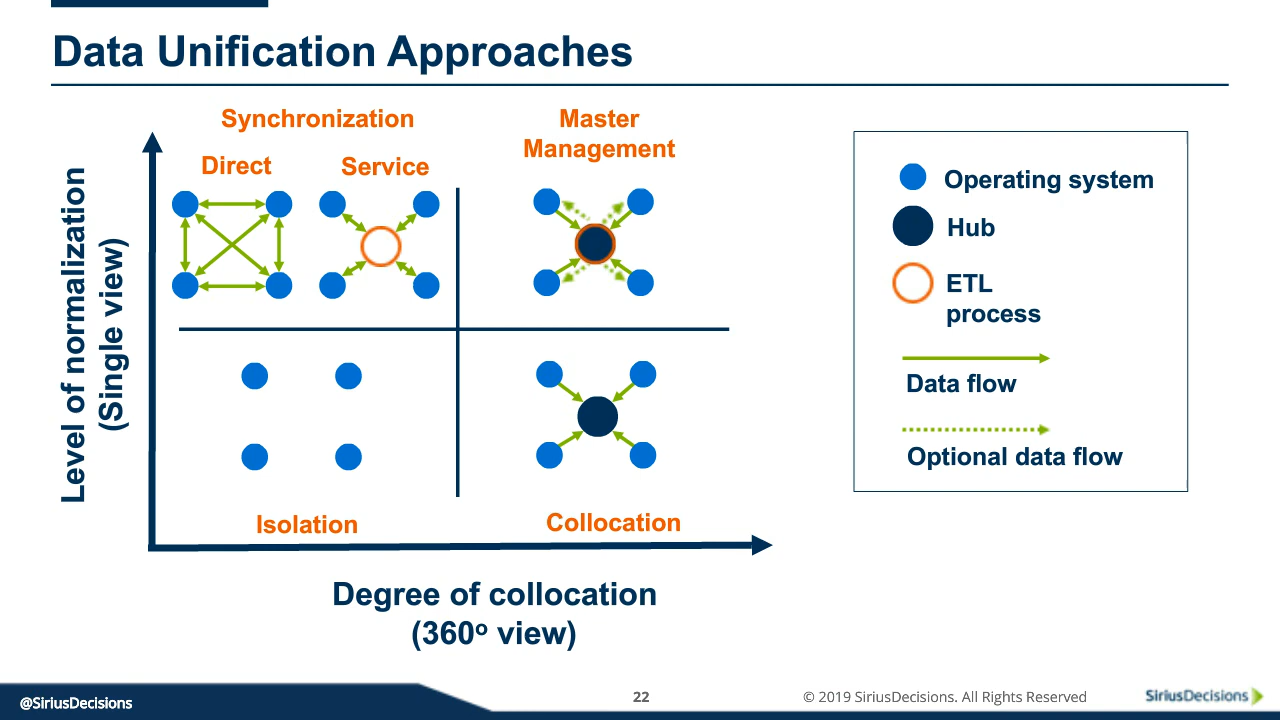 Data Unification Approaches
Synchronization
Direct
Service
Master
Management
Level of normalization
(Single view)
Isolation
Collocation
Degree of collocation
(360º view)
Operating system
Hub
ETL
process
Data flow
Optional data flow
@SiriusDecisions
22
© 2019 SiriusDecisions. All Rights Reserved
SiriusDecisions